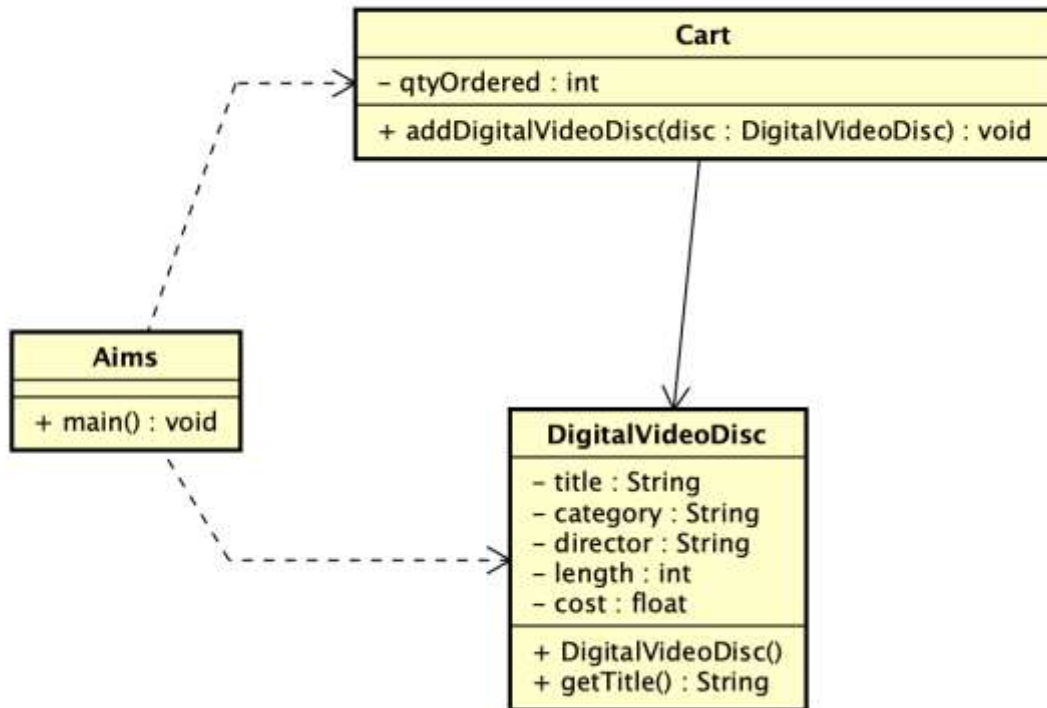 Cart
– qtyOrdered : int
+ addDigitalVideoDisc(disc : DigitalVideoDisc) : void
Aims
+ main() : void
DigitalVideoDisc
– title : String
– category : String
– director : String
– length : int
– cost : float
+ DigitalVideoDisc()
+ getTitle() : String